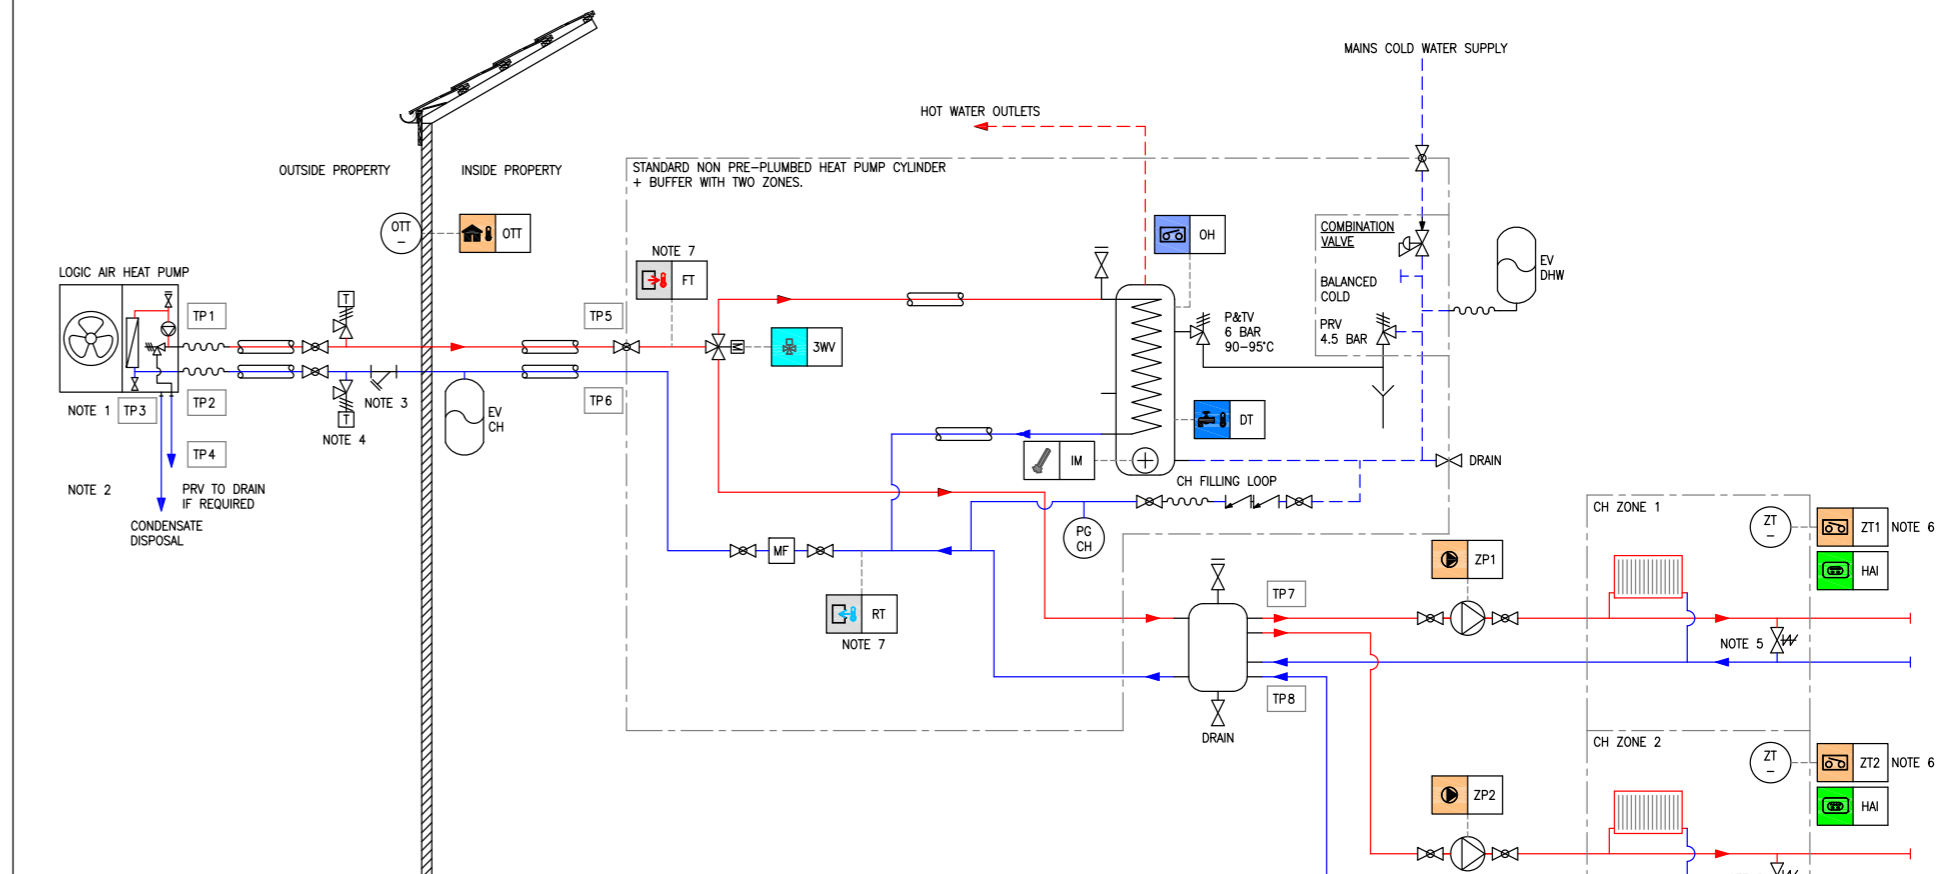 MAINS COLD WATER SUPPLY
HOT WATER OUTLETS
OUTSIDE PROPERTY
INSIDE PROPERTY
STANDARD NON PRE-PLUMBED HEAT PUMP CYLINDER
+ BUFFER WITH TWO ZONES.
OTT
–
OTT
OH
COMBINATION
VALVE
BALANCED
COLD
PRV
4.5 BAR
EV
DHW
NOTE 7
FT
LOGIC AIR HEAT PUMP
TP1
T
TP5
M
3WV
P&TV
6 BAR
90-95°C
NOTE 1
TP3
TP2
NOTE 3
T
NOTE 4
EV
CH
TP6
DT
IM
TP4
DRAIN
NOTE 2
PRV TO DRAIN
IF REQUIRED
CONDENSATE
DISPOSAL
CH FILLING LOOP
PG
CH
MF
RT
NOTE 7
CH ZONE 1
ZT
–
ZT1
NOTE 6
HAI
ZP1
TP7
NOTE 5
TP8
DRAIN
CH ZONE 2
ZT
–
ZT2
NOTE 6
HAI
ZP2